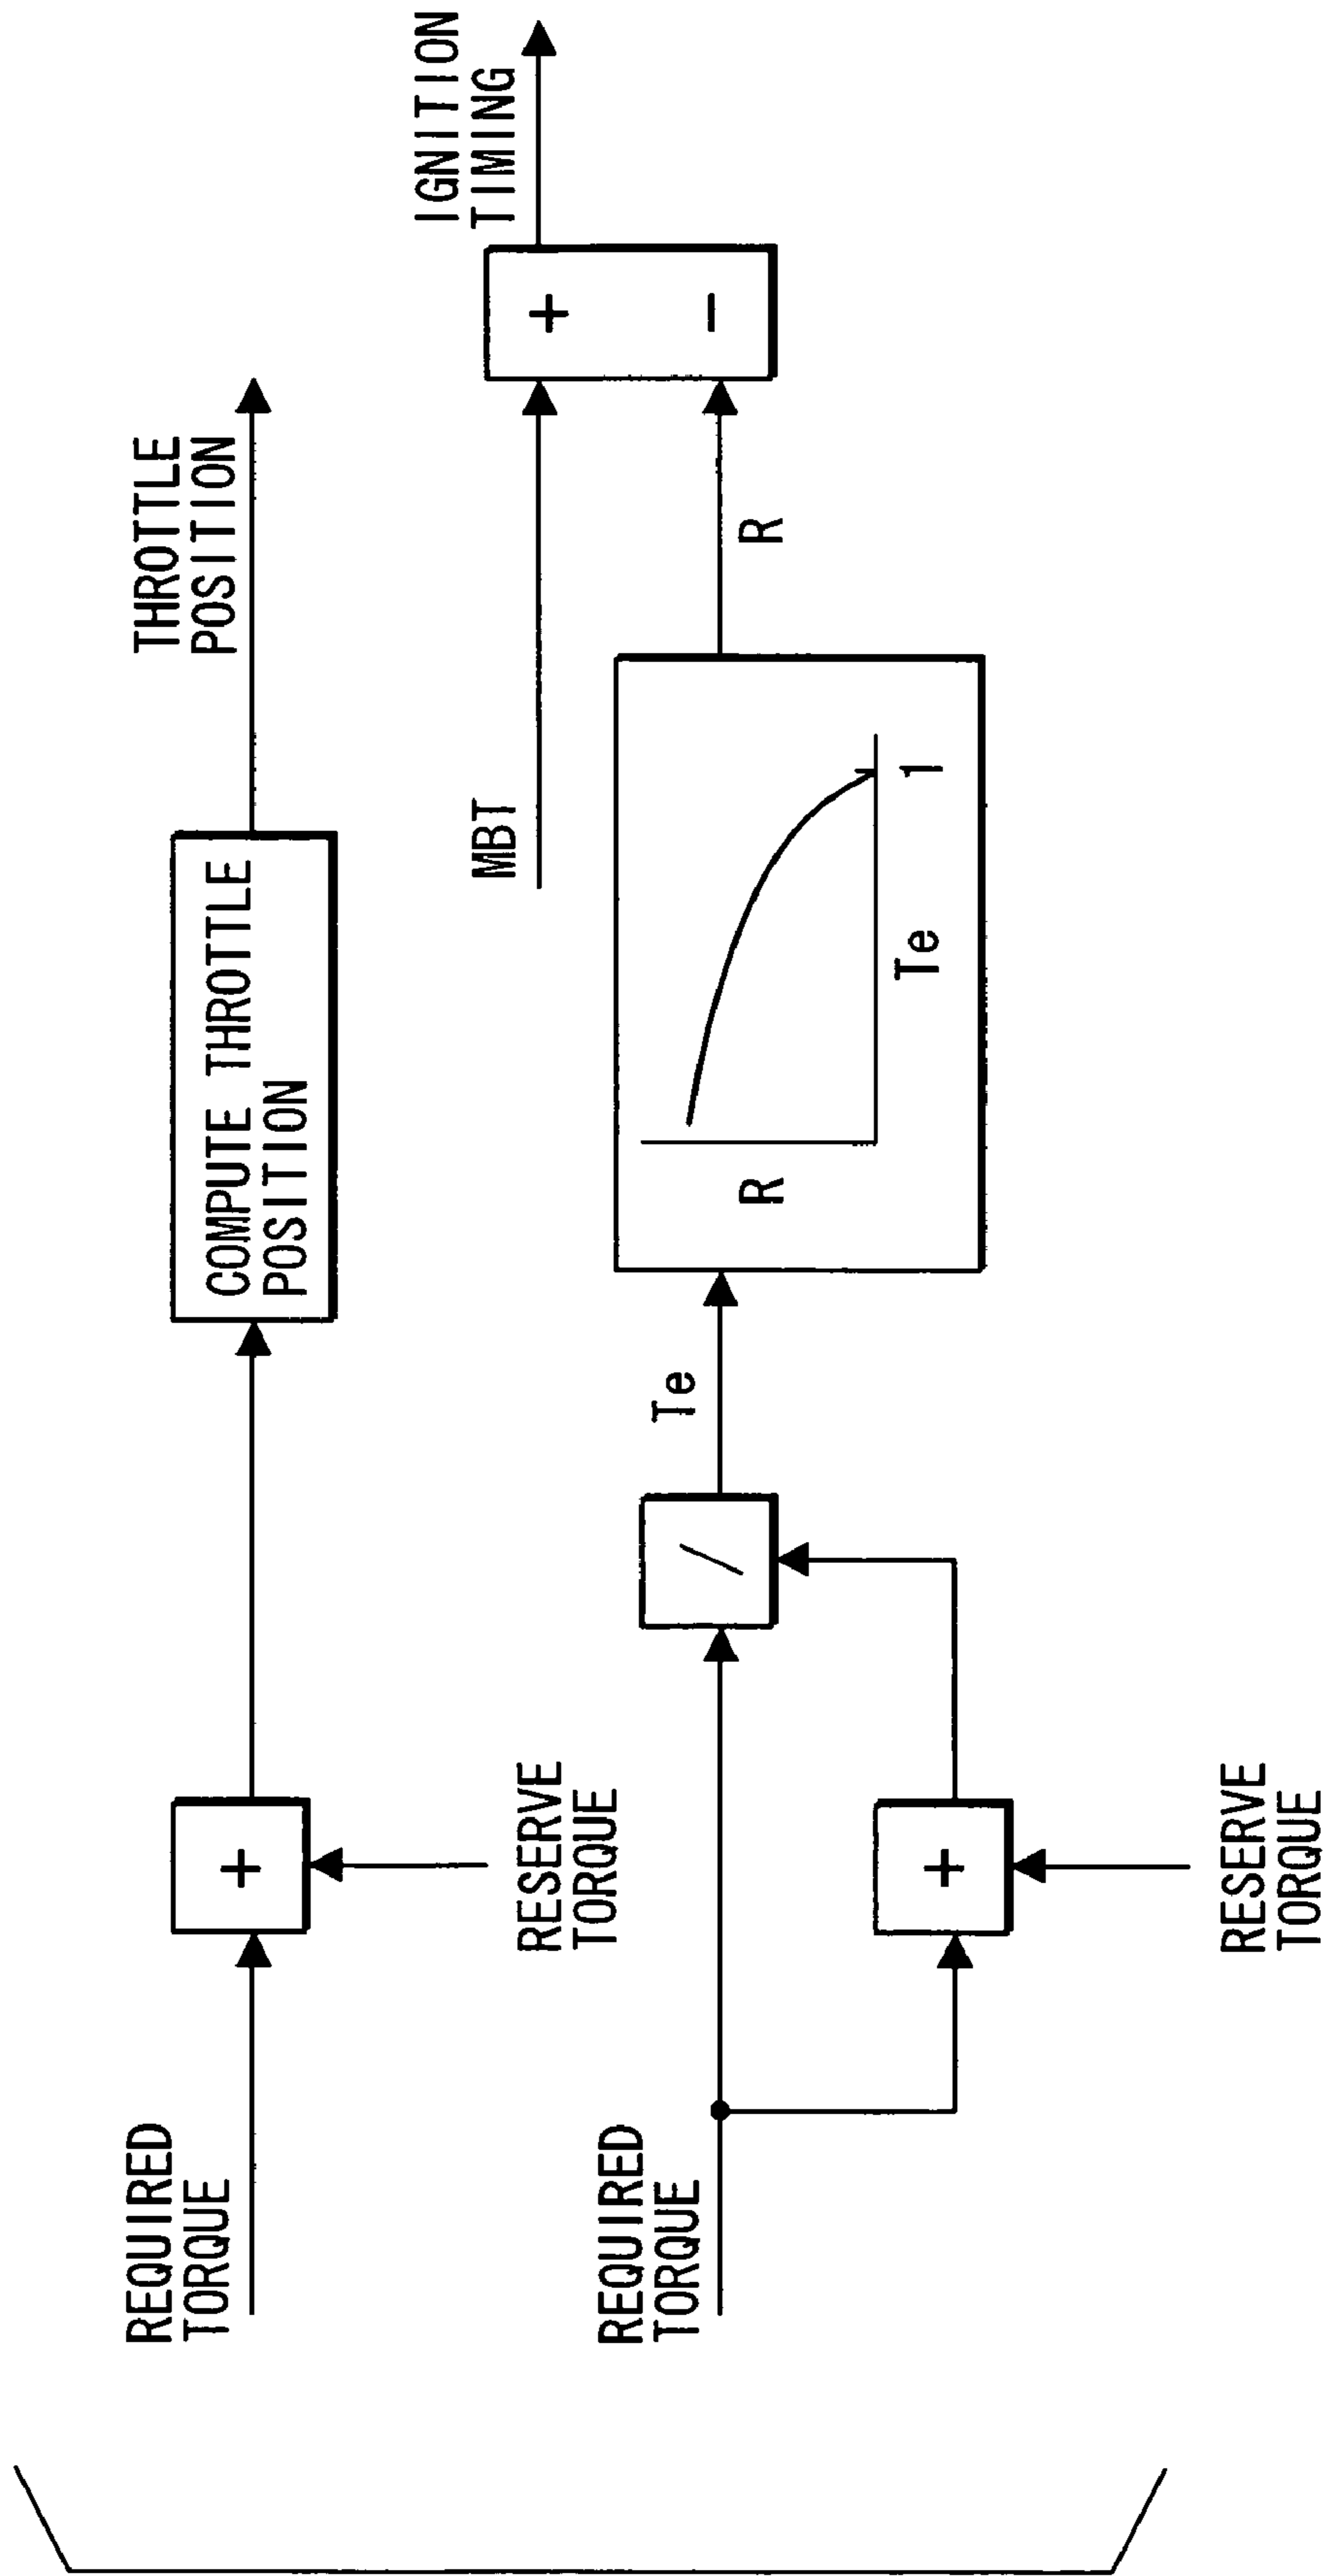 REQUIRED
TORQUE
+
RESERVE
TORQUE
COMPUTE THROTTLE
POSITION
THROTTLE
POSITION
REQUIRED
TORQUE
+
RESERVE
TORQUE
/
Te
R
Te
1
R
MBT
+
−
IGNITION
TIMING